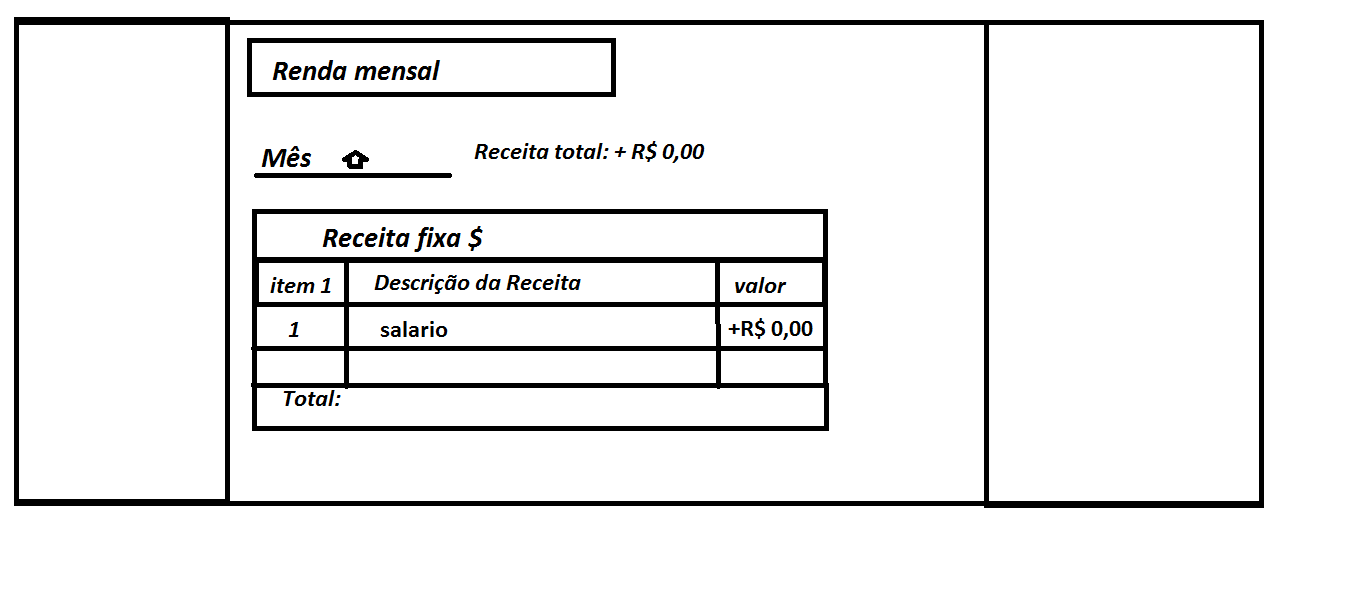 Renda mensal
Mês
Receita total: + R$ 0,00
Receita fixa $
item 1 Descrição da Receita valor
1 salario +R$ 0,00
Total: